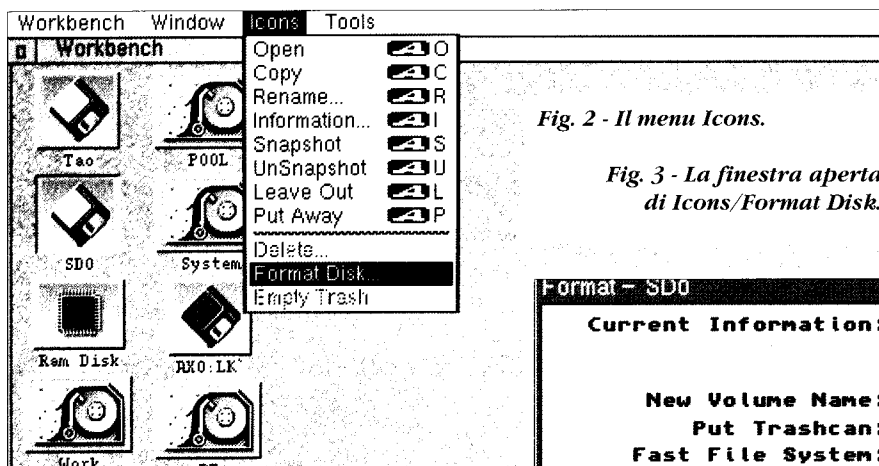 Workbench Window Icons Tools
Workbench
Open A O
Copy A C
Rename... A R
Information... A I
Snapshot A S
UnSnapshot A U
Leave Out A L
Put Away A P
Delete...
Format Disk...
Empty Trash
Tao
POOL
SD0
System
Ram Disk
AX0:LK
Work
Fig. 2 - Il menu Icons.
Fig. 3 - La finestra aperta
di Icons/Format Disk.
Format - SD0
Current Information:
New Volume Name:
Put Trashcan:
Fast File System: